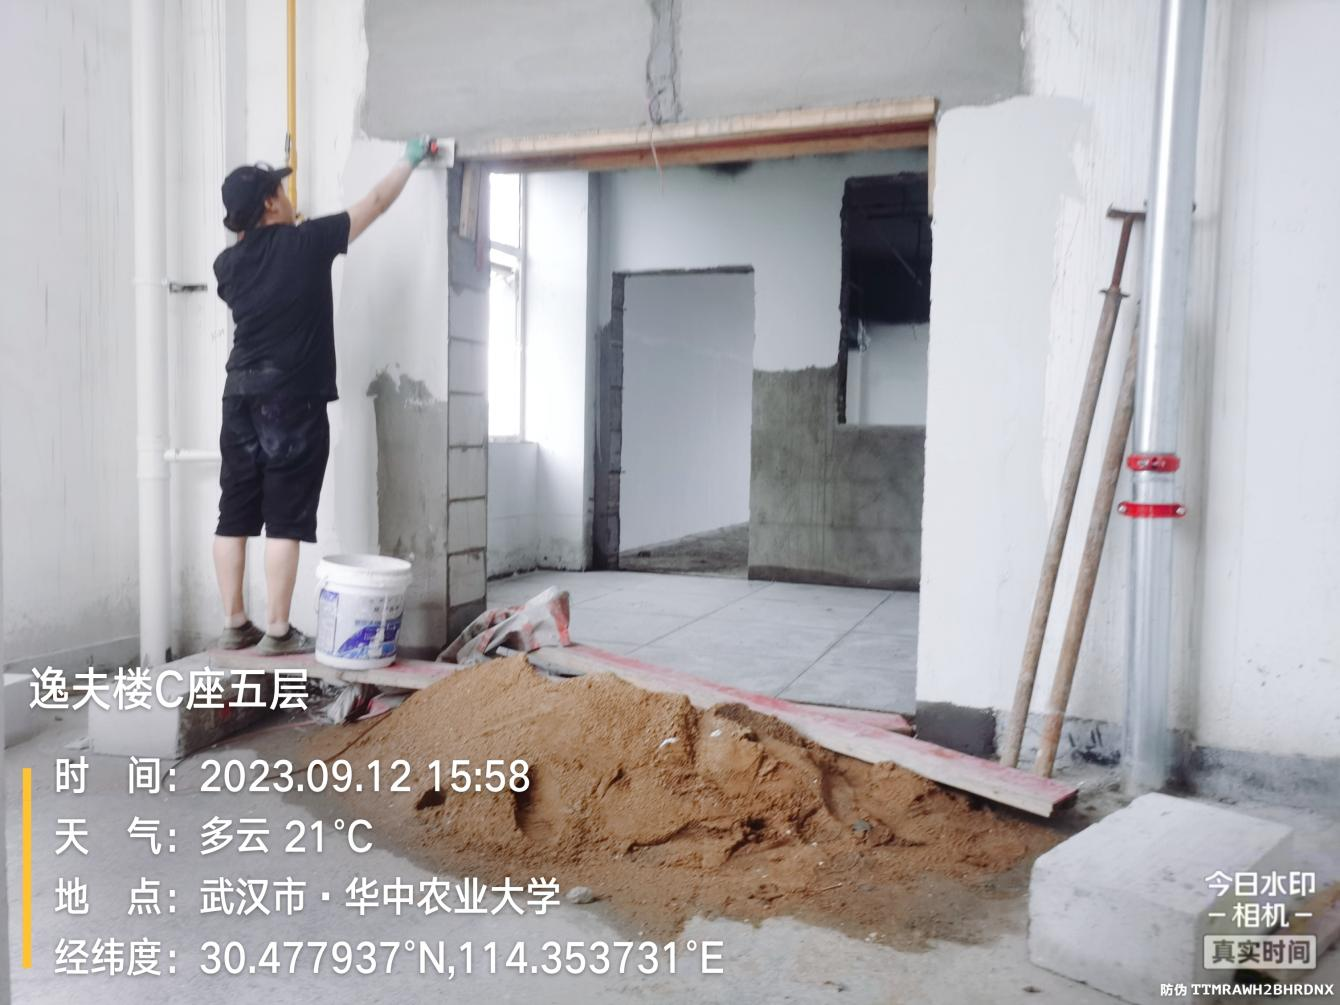 逸夫楼C座五层
时 间：2023.09.12 15:58
天 气：多云 21℃
地 点：武汉市·华中农业大学
经纬度：30.477937°N,114.353731°E
今日水印
-相机-
真实时间
防伪 TTMRAWH2BHRDNX